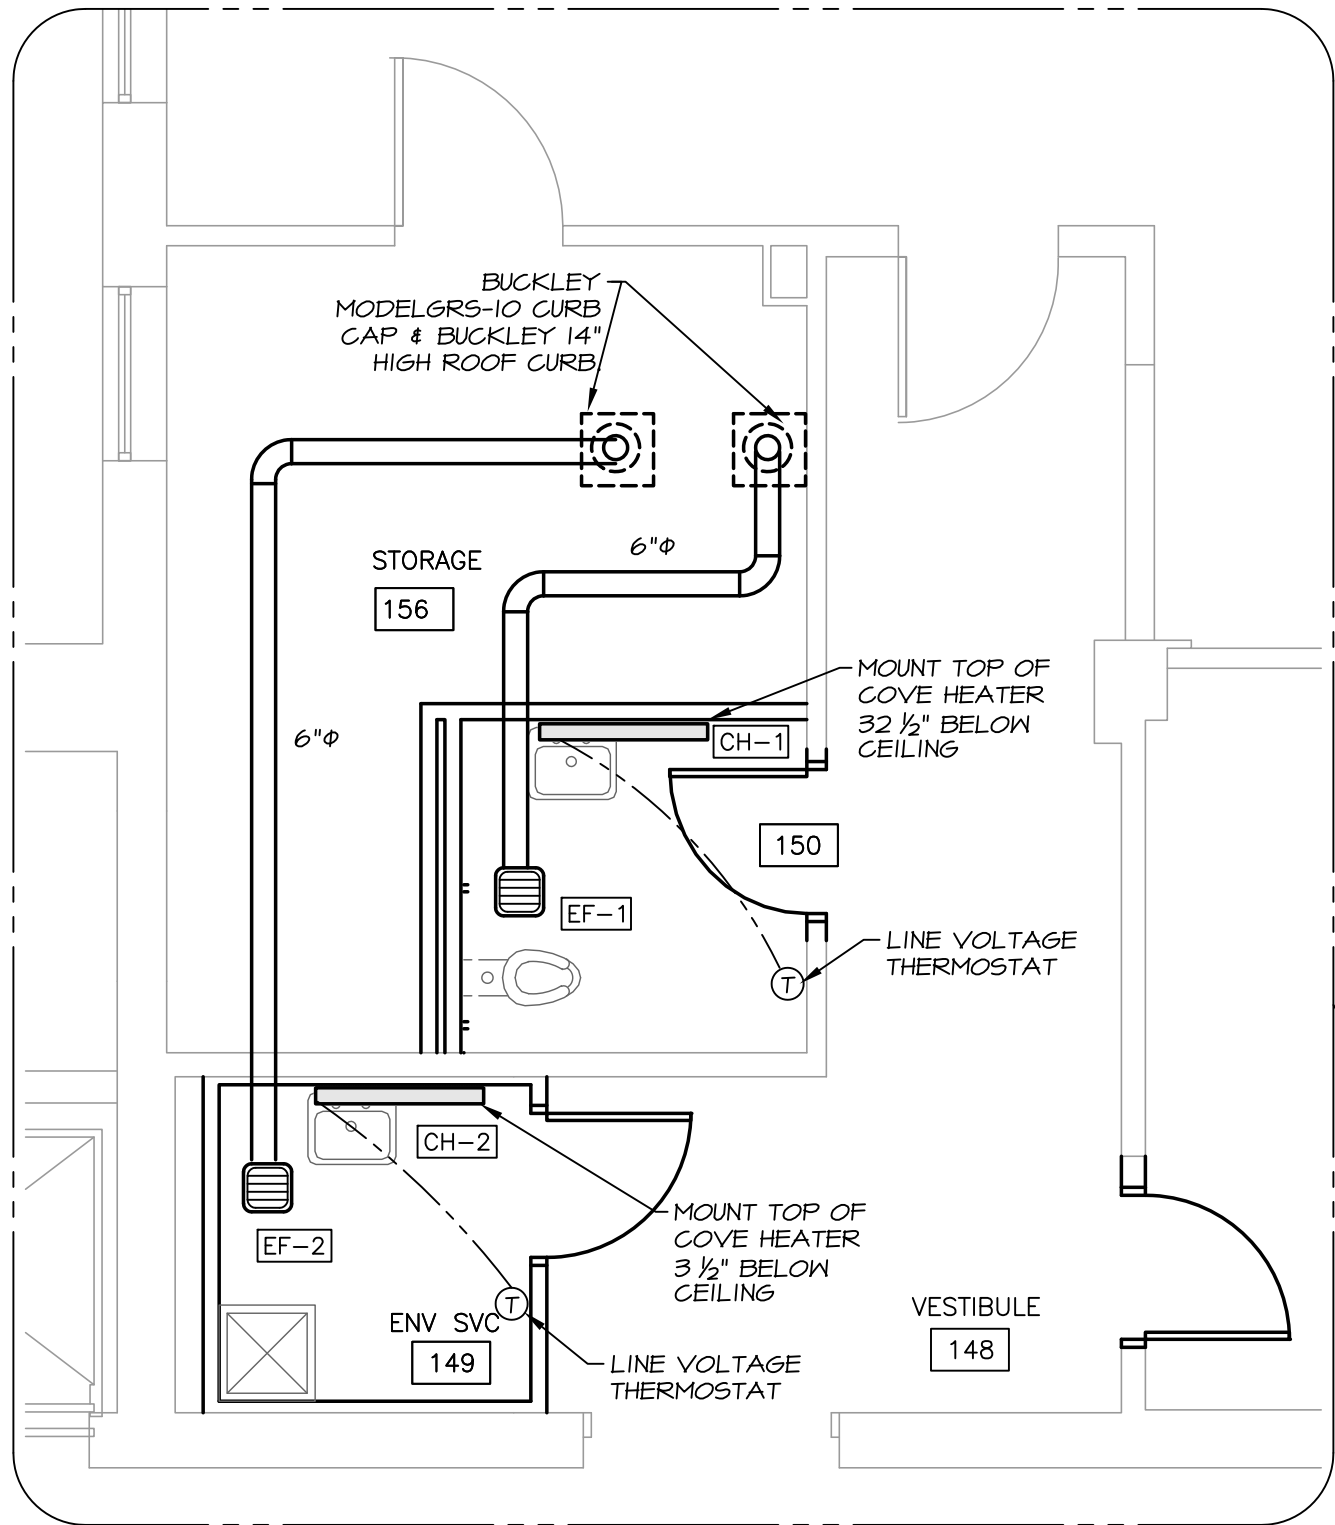 BUCKLEY
MODELGRS-10 CURB
CAP & BUCKLEY 14"
HIGH ROOF CURB.
6"Φ
STORAGE
156
MOUNT TOP OF
COVE HEATER
32 ½" BELOW
CEILING
6"Φ
CH-1
150
EF-1
LINE VOLTAGE
THERMOSTAT
T
CH-2
MOUNT TOP OF
COVE HEATER
3 ½" BELOW
CEILING
EF-2
T
ENV SVC
149
VESTIBULE
148
LINE VOLTAGE
THERMOSTAT